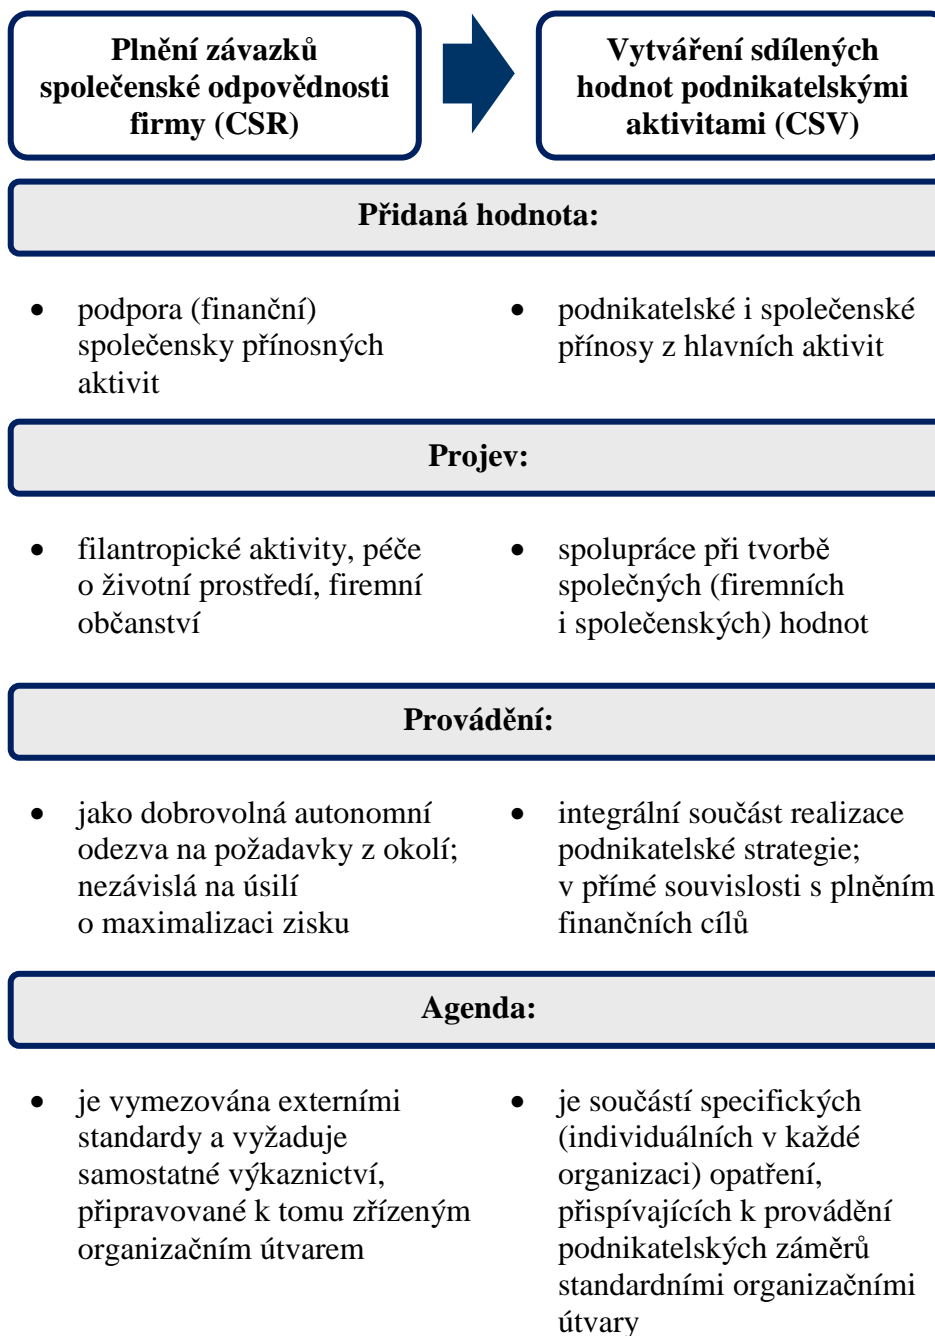 Plnění závazků
společenské odpovědnosti
firmy (CSR)
Vytváření sdílených
hodnot podnikatelskými
aktivitami (CSV)
Přidaná hodnota:
• podpora (finanční)
společensky přínosných
aktivit
• podnikatelské i společenské
přínosy z hlavních aktivit
Projev:
• filantropické aktivity, péče
o životní prostředí, firemní
občanství
• spolupráce při tvorbě
společných (firemních
i společenských) hodnot
Provádění:
• jako dobrovolná autonomní
odezva na požadavky z okolí;
nezávislá na úsilí
o maximalizaci zisku
• integrální součást realizace
podnikatelské strategie;
v přímé souvislosti s plněním
finančních cílů
Agenda:
• je vymezována externími
standardy a vyžaduje
samostatné výkaznictví,
připravované k tomu zřízeným
organizačním útvarem
• je součástí specifických
(individuálních v každé
organizaci) opatření,
přispívajících k provádění
podnikatelských záměrů
standardními organizačními
útvary